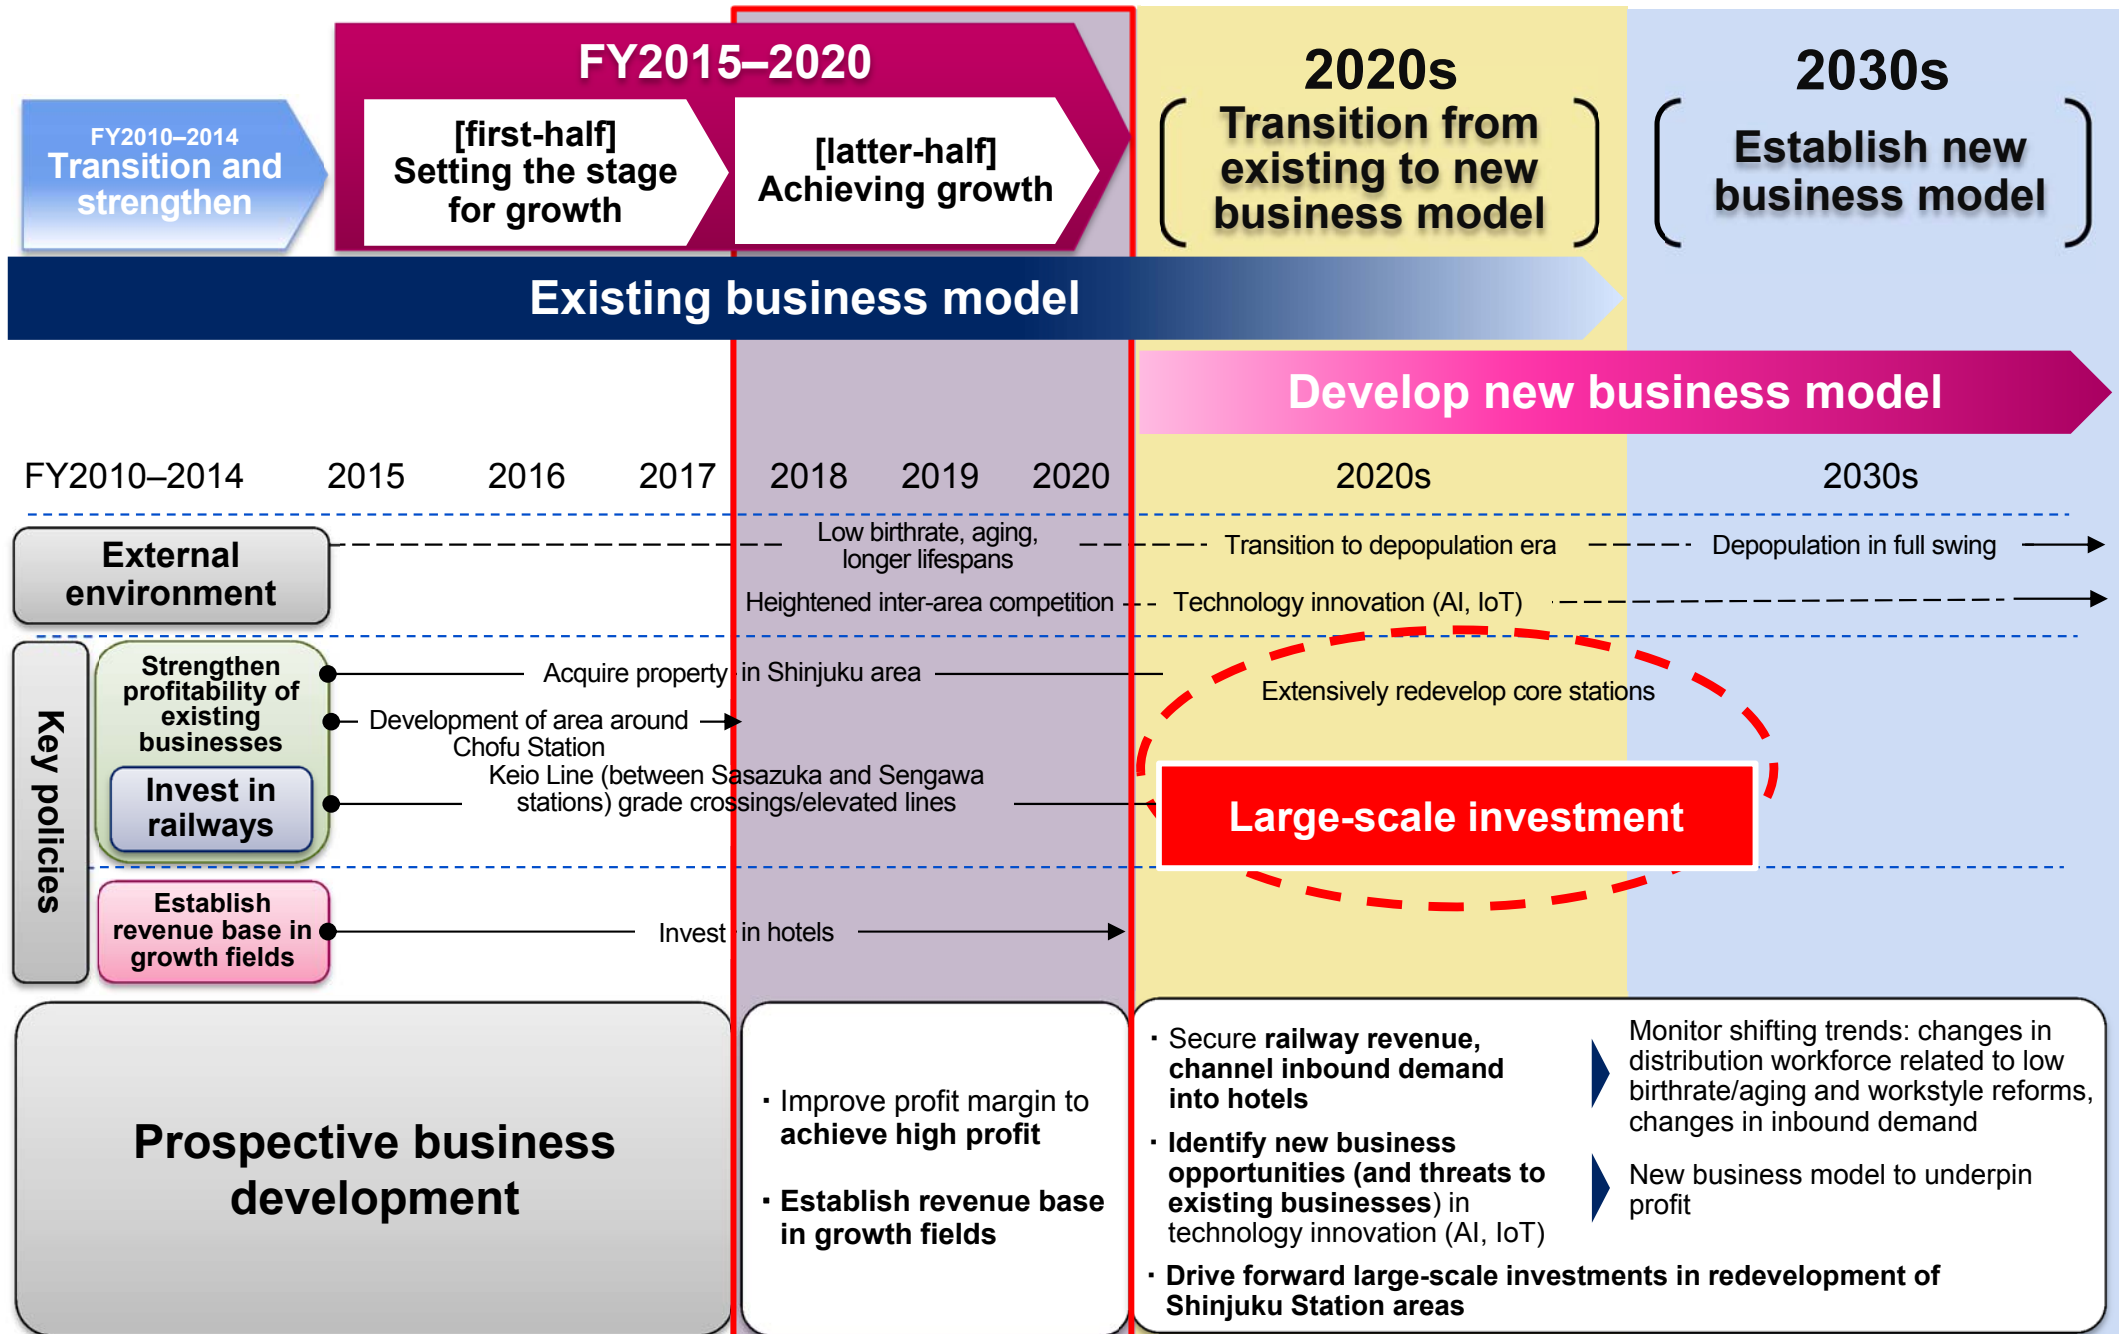 FY2015–2020
FY2010–2014
Transition and
strengthen
[first-half]
Setting the stage
for growth
[latter-half]
Achieving growth
2020s
Transition from
existing to new
business model
2030s
Establish new
business model
Existing business model
Develop new business model
FY2010–2014 2015 2016 2017 2018 2019 2020 2020s 2030s
External
environment
Low birthrate, aging,
longer lifespans
Transition to depopulation era
Depopulation in full swing
Heightened inter-area competition
Technology innovation (AI, IoT)
Key policies
Strengthen
profitability of
existing
businesses
Invest in
railways
Acquire property in Shinjuku area
Development of area around
Chofu Station
Keio Line (between Sasazuka and Sengawa
stations) grade crossings/elevated lines
Extensively redevelop core stations
Large-scale investment
Establish
revenue base in
growth fields
Invest in hotels
Prospective business
development
· Improve profit margin to
achieve high profit
· Establish revenue base
in growth fields
· Secure railway revenue,
channel inbound demand
into hotels
Monitor shifting trends: changes in
distribution workforce related to low
birthrate/aging and workstyle reforms,
changes in inbound demand
· Identify new business
opportunities (and threats to
existing businesses) in
technology innovation (AI, IoT)
New business model to underpin
profit
· Drive forward large-scale investments in redevelopment of
Shinjuku Station areas